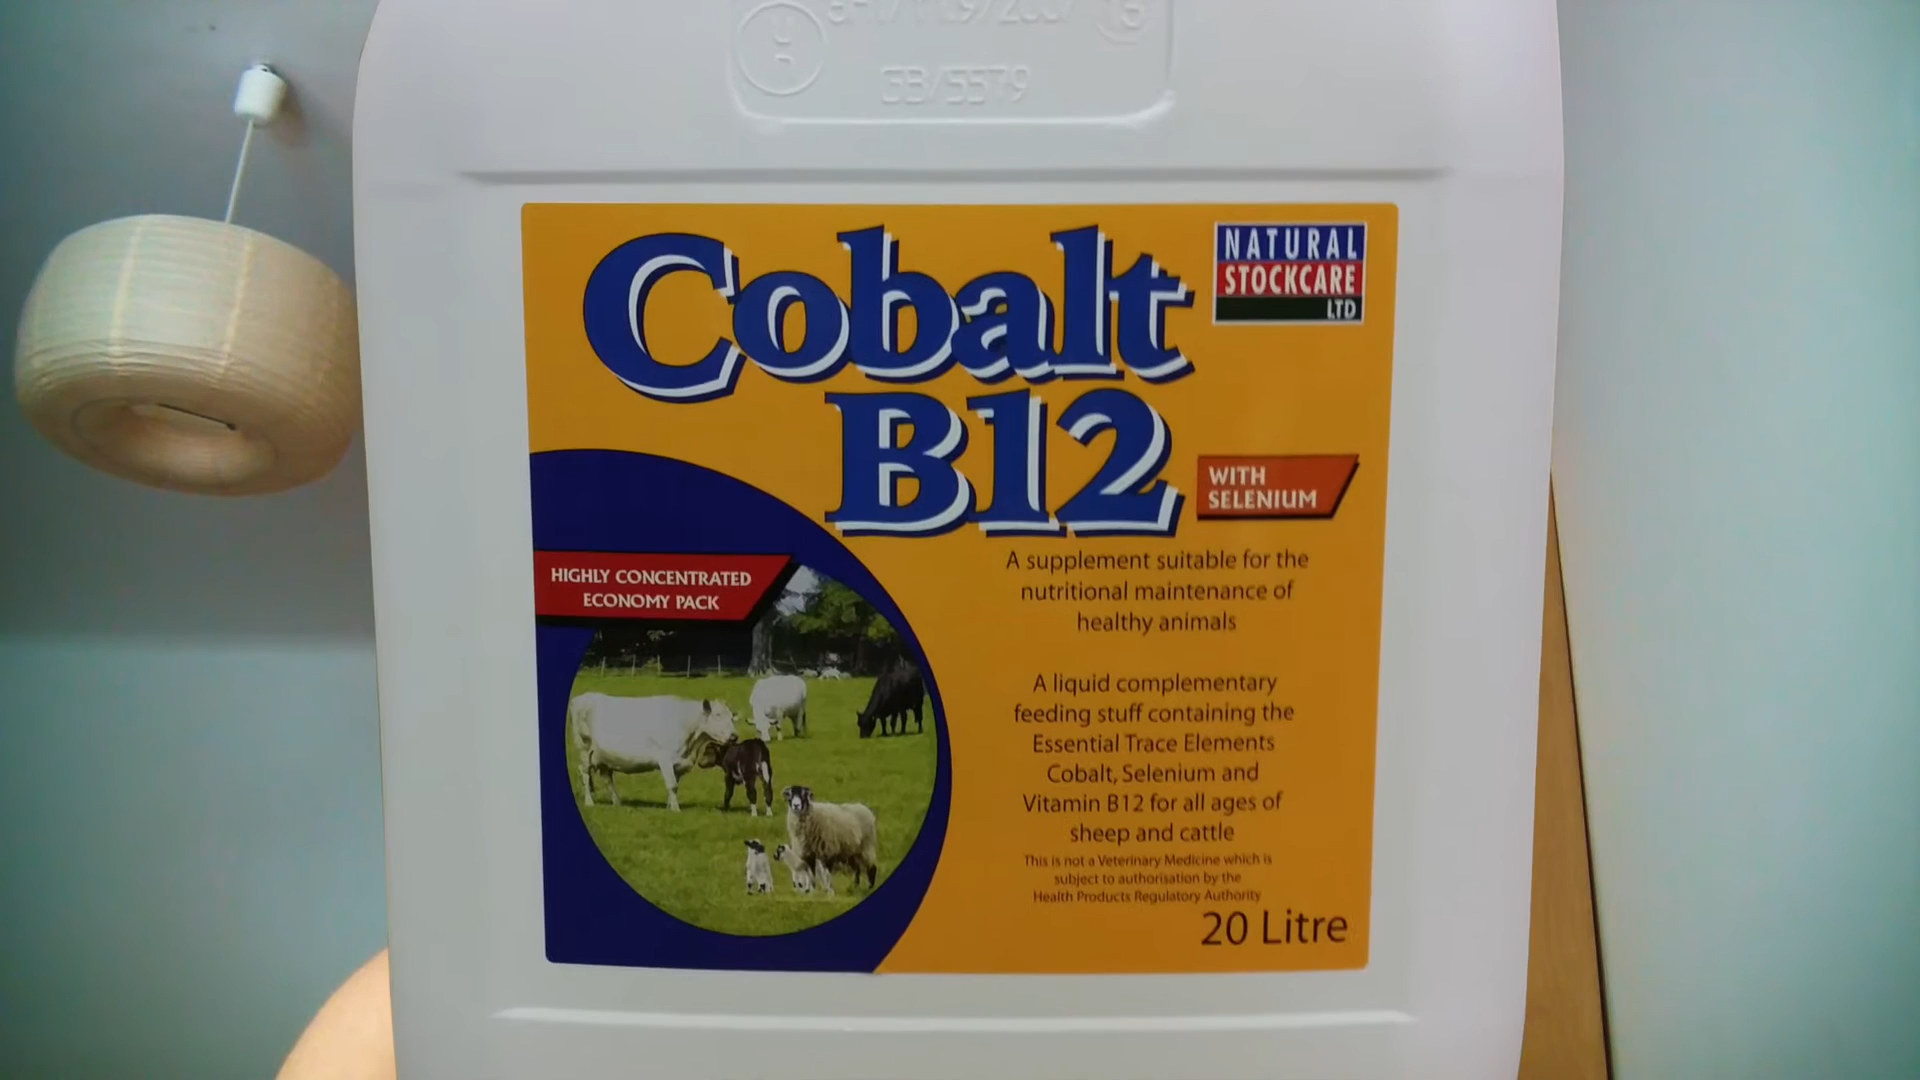 GB/5579
Cobalt
B12
NATURAL
STOCKCARE
LTD
WITH
SELENIUM
HIGHLY CONCENTRATED
ECONOMY PACK
A supplement suitable for the
nutritional maintenance of
healthy animals
A liquid complementary
feeding stuff containing the
Essential Trace Elements
Cobalt, Selenium and
Vitamin B12 for all ages of
sheep and cattle
This is not a Veterinary Medicine which is
subject to authorisation by the
Health Products Regulatory Authority
20 Litre